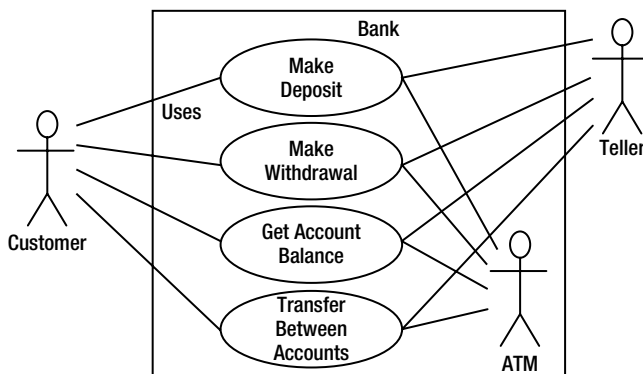 Bank
Make
Deposit
Uses
Make
Withdrawal
Teller
Customer
Get Account
Balance
Transfer
Between
Accounts
ATM